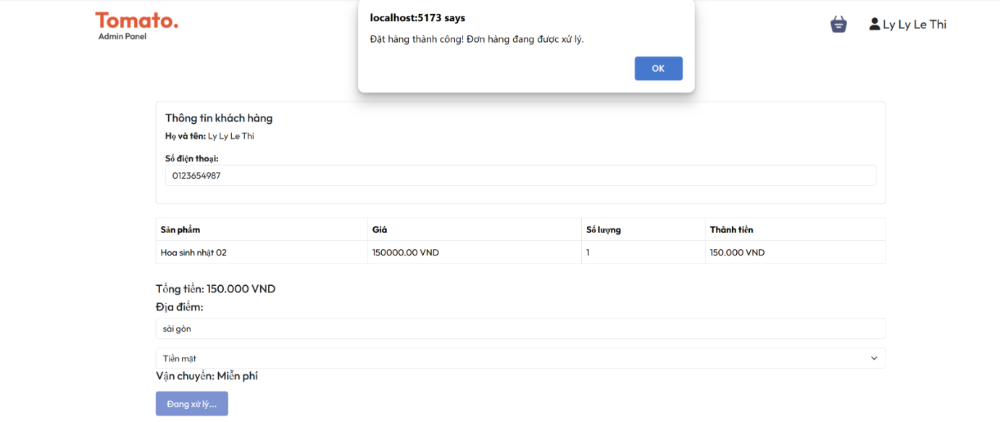 Tomato.
Admin Panel
localhost:5173 says
Đặt hàng thành công! Đơn hàng đang được xử lý.
OK
Ly Ly Le Thi
Thông tin khách hàng
Họ và tên: Ly Ly Le Thi
Số điện thoại:
0123654987
Sản phẩm Giá Số lượng Thành tiền
Hoa sinh nhật 02 150000.00 VND 1 150.000 VND
Tổng tiền: 150.000 VND
Địa điểm:
sài gòn
Tiền mặt
Vận chuyển: Miễn phí
Đang xử lý...